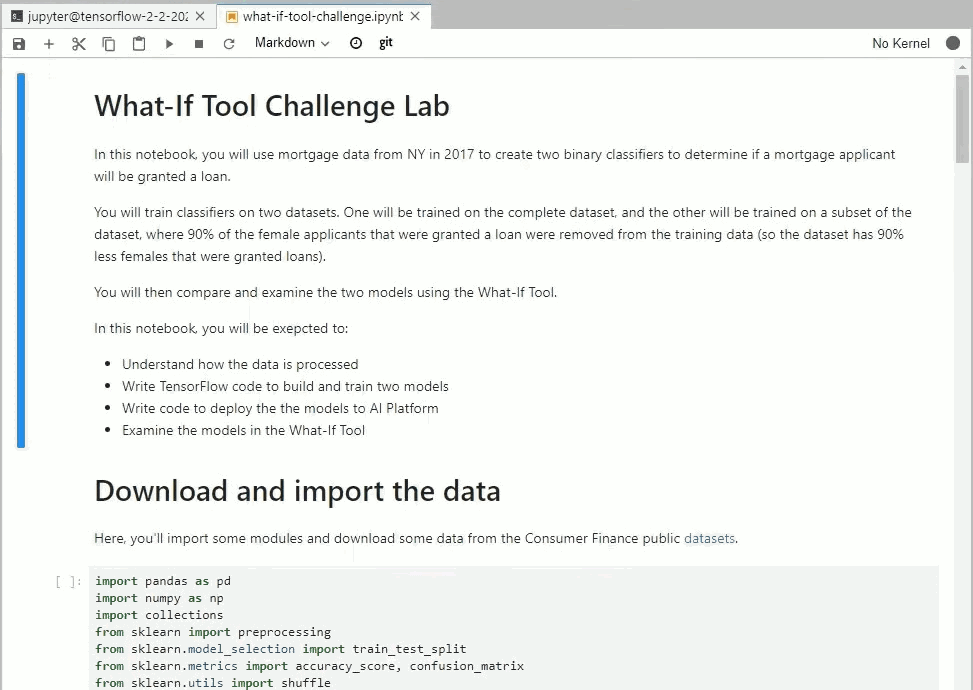 jupyter@tensorflow-2-2-202
what-if-tool-challenge.ipynb
Markdown
git
No Kernel
What-If Tool Challenge Lab
In this notebook, you will use mortgage data from NY in 2017 to create two binary classifiers to determine if a mortgage applicant
will be granted a loan.
You will train classifiers on two datasets. One will be trained on the complete dataset, and the other will be trained on a subset of the
dataset, where 90% of the female applicants that were granted a loan were removed from the training data (so the dataset has 90%
less females that were granted loans).
You will then compare and examine the two models using the What-If Tool.
In this notebook, you will be exepcted to:
• Understand how the data is processed
• Write TensorFlow code to build and train two models
• Write code to deploy the the models to AI Platform
• Examine the models in the What-If Tool
Download and import the data
Here, you'll import some modules and download some data from the Consumer Finance public datasets.
[ ]: import pandas as pd
import numpy as np
import collections
from sklearn import preprocessing
from sklearn.model_selection import train_test_split
from sklearn.metrics import accuracy_score, confusion_matrix
from sklearn.utils import shuffle